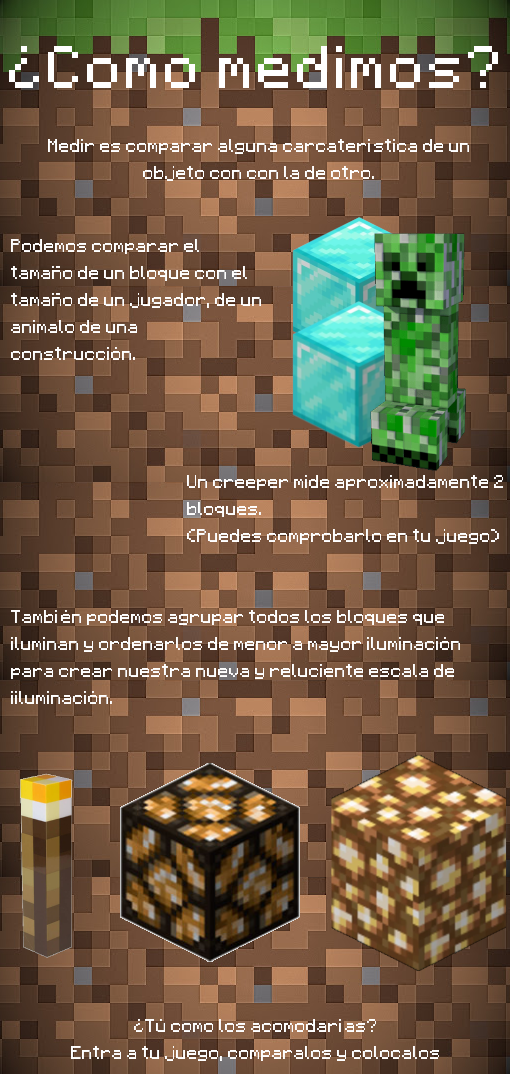 ¿Como medimos?
Medir es comparar alguna carcateristica de un
objeto con con la de otro.
Podemos comparar el
tamaño de un bloque con el
tamaño de un jugador, de un
animalo de una
construcción.
Un creeper mide aproximadamente 2
bloques.
(Puedes comprobarlo en tu juego)
También podemos agrupar todos los bloques que
iluminan y ordenarlos de menor a mayor iluminación
para crear nuestra nueva y reluciente escala de
iiluminación.
¿Tú como los acomodarias?
Entra a tu juego, comparalos y colocalos